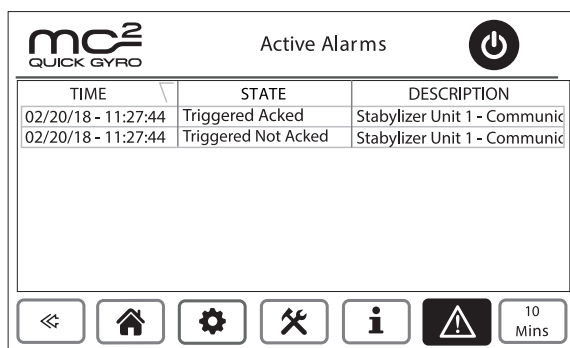 mc2
QUICK GYRO
Active Alarms
TIME STATE DESCRIPTION
02/20/18 - 11:27:44 Triggered Acked Stabylizer Unit 1 - Communic
02/20/18 - 11:27:44 Triggered Not Acked Stabylizer Unit 1 - Communic
10
Mins